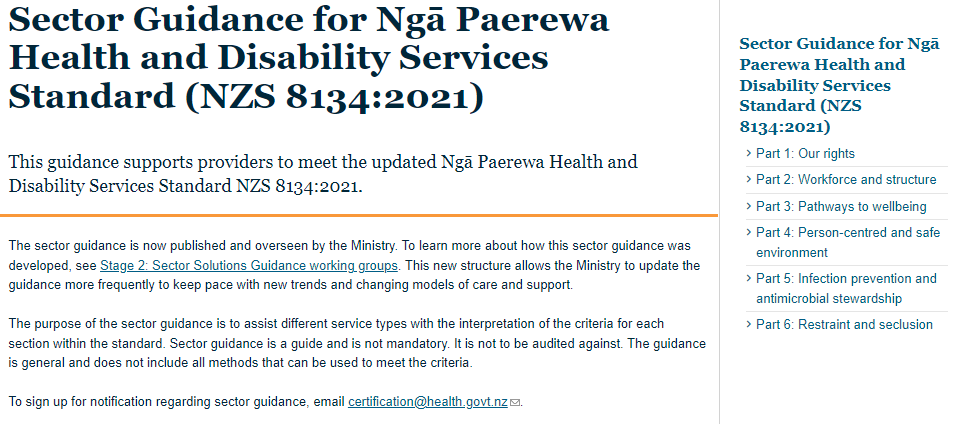 Sector Guidance for Ngā Paerewa
Health and Disability Services
Standard (NZS 8134:2021)
This guidance supports providers to meet the updated Ngā Paerewa Health and
Disability Services Standard NZS 8134:2021.
The sector guidance is now published and overseen by the Ministry. To learn more about how this sector guidance was
developed, see Stage 2: Sector Solutions Guidance working groups. This new structure allows the Ministry to update the
guidance more frequently to keep pace with new trends and changing models of care and support.
The purpose of the sector guidance is to assist different service types with the interpretation of the criteria for each
section within the standard. Sector guidance is a guide and is not mandatory. It is not to be audited against. The guidance
is general and does not include all methods that can be used to meet the criteria.
To sign up for notification regarding sector guidance, email certification@health.govt.nz.
Sector Guidance for Ngā
Paerewa Health and
Disability Services
Standard (NZS
8134:2021)
Part 1: Our rights
Part 2: Workforce and structure
Part 3: Pathways to wellbeing
Part 4: Person-centred and safe
environment
Part 5: Infection prevention and
antimicrobial stewardship
Part 6: Restraint and seclusion